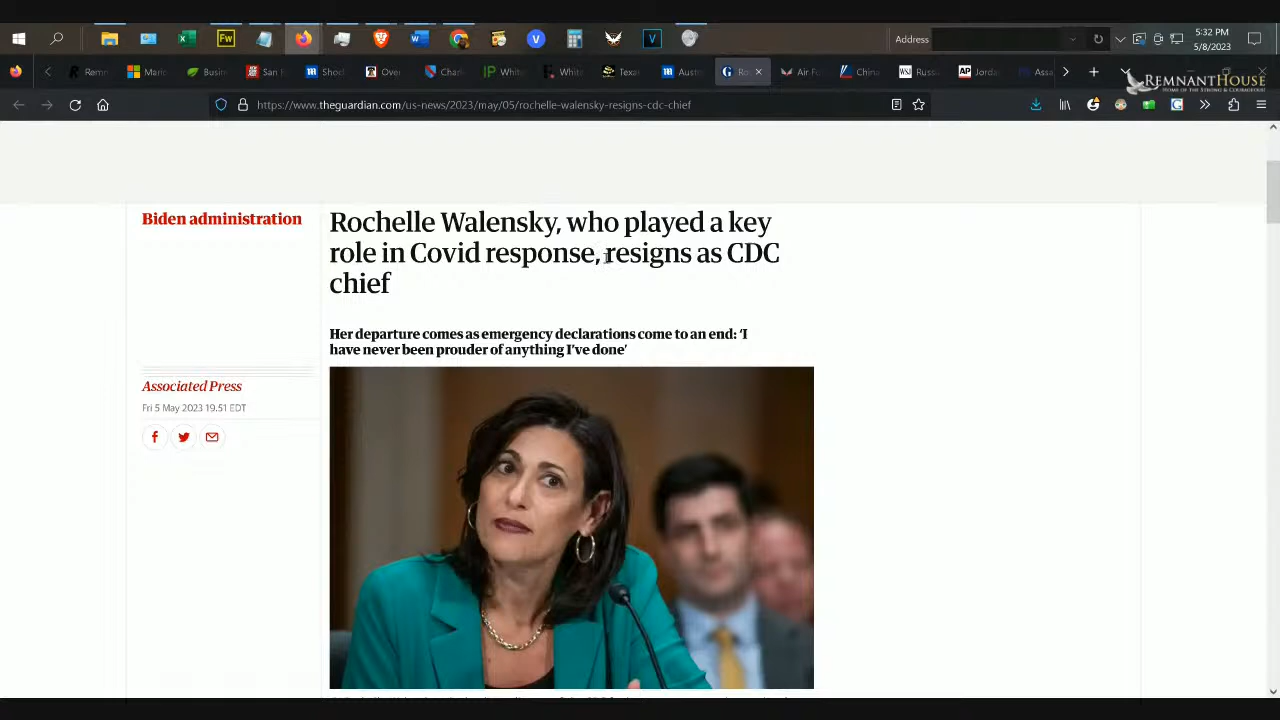 Address
5:32 PM
5/8/2023
Remn
Mari
Busin
San
Shoc
Over
Charl
White
White
Texa
Aust
Ro
Air F
China
Russ
Jorda
Assa
REMNANTHOUSE
HOME OF THE STRONG & COURAGEOUS
https://www.theguardian.com/us-news/2023/may/05/rochelle-walensky-resigns-cdc-chief
Biden administration
Rochelle Walensky, who played a key
role in Covid response, resigns as CDC
chief
Her departure comes as emergency declarations come to an end: 'I
have never been prouder of anything I've done'
Associated Press
Fri 5 May 2023 19.51 EDT